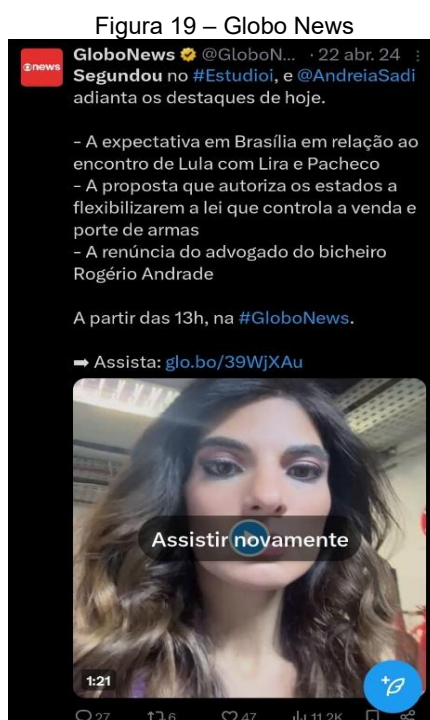 Figura 19 – Globo News
GloboNews @GloboN... · 22 abr. 24
news
Segundou no #Estudioi, e @AndreiaSadi
adianta os destaques de hoje.
- A expectativa em Brasília em relação ao
encontro de Lula com Lira e Pacheco
- A proposta que autoriza os estados a
flexibilizarem a lei que controla a venda e
porte de armas
- A renúncia do advogado do bicheiro
Rogério Andrade
A partir das 13h, na #GloboNews.
➡ Assista: glo.bo/39WjXAu
Assistir novamente
1:21
27 6 47 11,2K